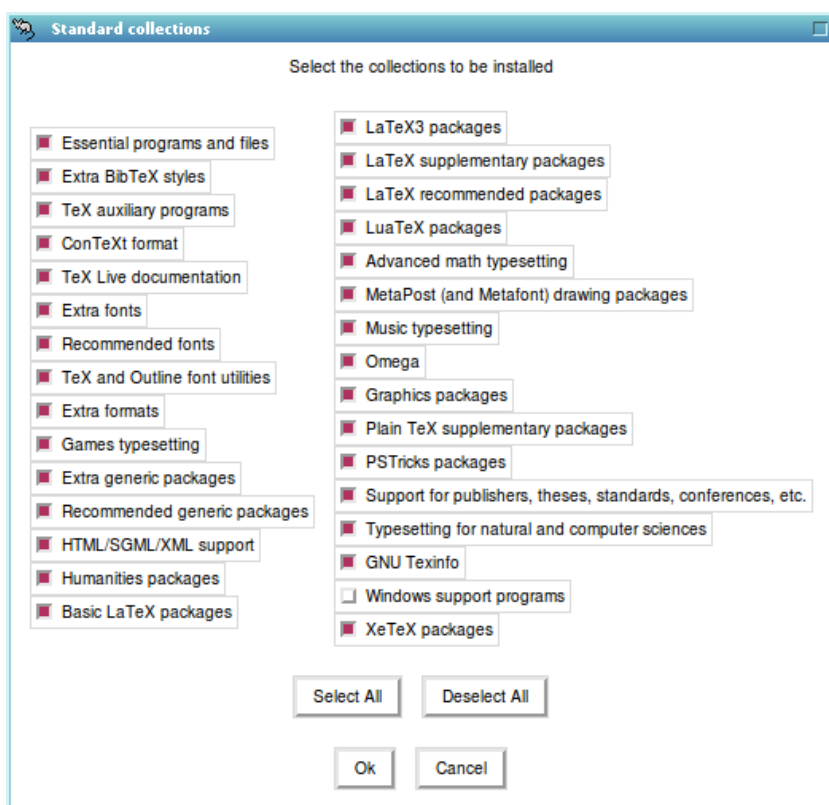 Standard collections
Select the collections to be installed
Essential programs and files
Extra BibTeX styles
TeX auxiliary programs
ConTeXt format
TeX Live documentation
Extra fonts
Recommended fonts
TeX and Outline font utilities
Extra formats
Games typesetting
Extra generic packages
Recommended generic packages
HTML/SGML/XML support
Humanities packages
Basic LaTeX packages
LaTeX3 packages
LaTeX supplementary packages
LaTeX recommended packages
LuaTeX packages
Advanced math typesetting
MetaPost (and Metafont) drawing packages
Music typesetting
Omega
Graphics packages
Plain TeX supplementary packages
PSTricks packages
Support for publishers, theses, standards, conferences, etc.
Typesetting for natural and computer sciences
GNU Texinfo
Windows support programs
XeTeX packages
Select All Deselect All
Ok Cancel